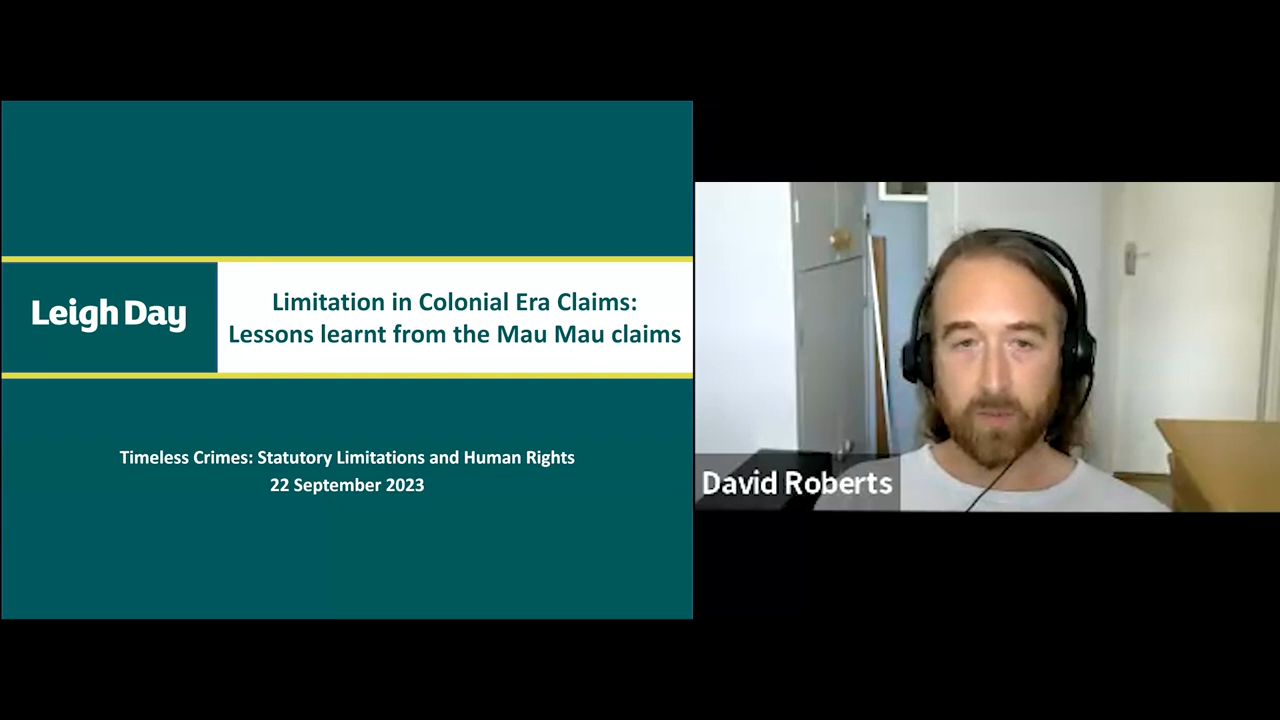 Leigh Day
Limitation in Colonial Era Claims:
Lessons learnt from the Mau Mau claims
Timeless Crimes: Statutory Limitations and Human Rights
22 September 2023
David Roberts